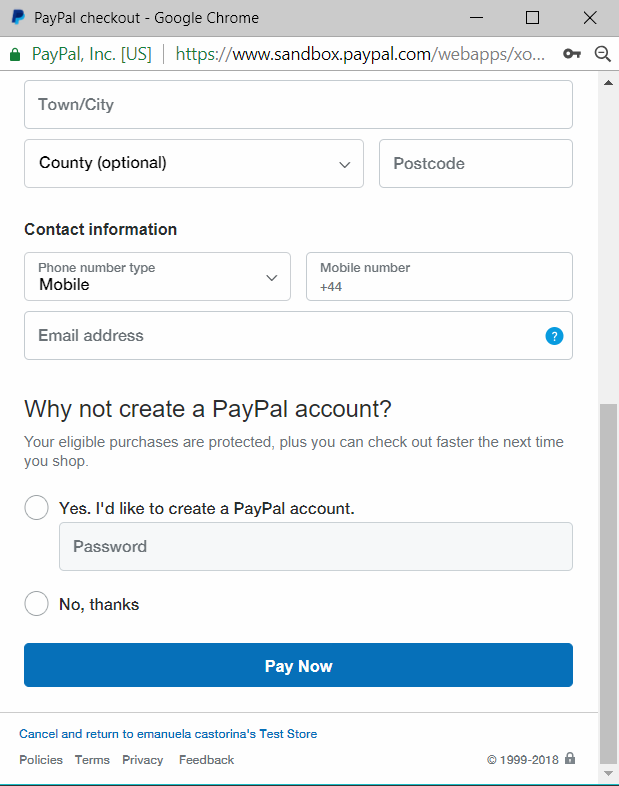 PayPal checkout - Google Chrome
PayPal, Inc. [US] https://www.sandbox.paypal.com/webapps/xo...
Town/City
County (optional) Postcode
Contact information
Phone number type Mobile number
Mobile +44
Email address ?
Why not create a PayPal account?
Your eligible purchases are protected, plus you can check out faster the next time
you shop.
Yes. I'd like to create a PayPal account.
Password
No, thanks
Pay Now
Cancel and return to emanuela castorina's Test Store
Policies Terms Privacy Feedback © 1999-2018